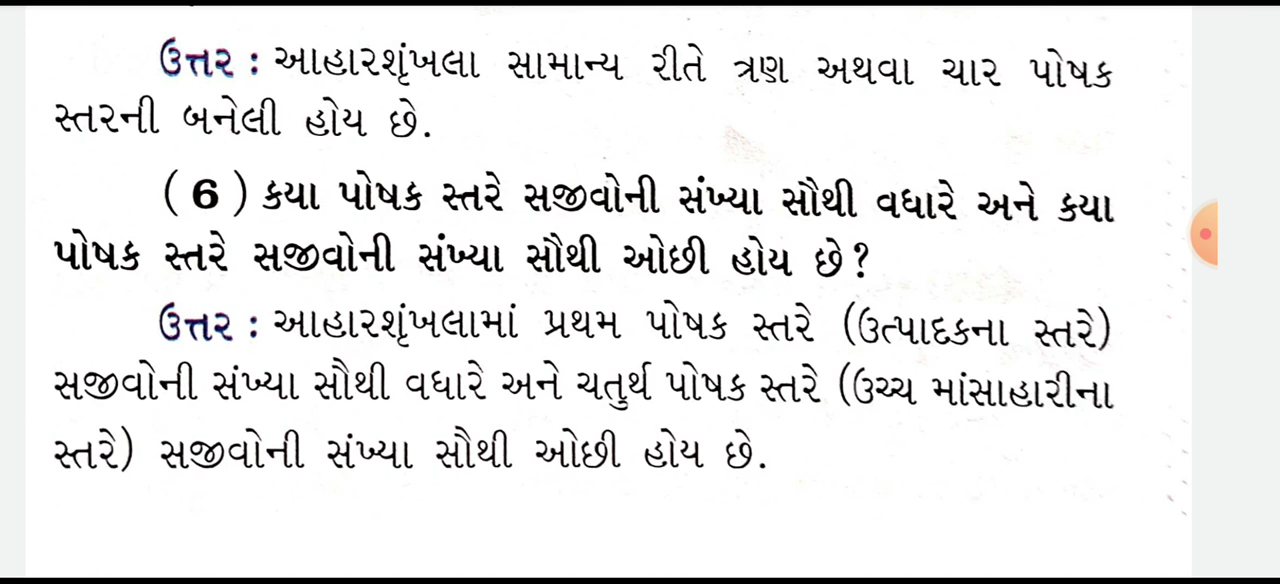 ઉત્તર : આહારશૃંખલા સામાન્ય રીતે ત્રણ અથવા ચાર પોષક
સ્તરની બનેલી હોય છે.
( 6 ) કયા પોષક સ્તરે સજીવોની સંખ્યા સૌથી વધારે અને કયા
પોષક સ્તરે સજીવોની સંખ્યા સૌથી ઓછી હોય છે?
ઉત્તર : આહારશૃંખલામાં પ્રથમ પોષક સ્તરે (ઉત્પાદકના સ્તરે)
સજીવોની સંખ્યા સૌથી વધારે અને ચતુર્થ પોષક સ્તરે (ઉચ્ચ માંસાહારીના
સ્તરે) સજીવોની સંખ્યા સૌથી ઓછી હોય છે.